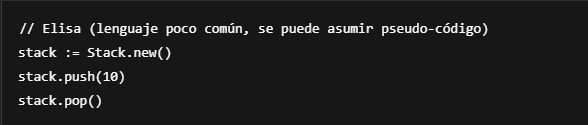 // Elisa (lenguaje poco común, se puede asumir pseudo-código)
stack := Stack.new()
stack.push(10)
stack.pop()